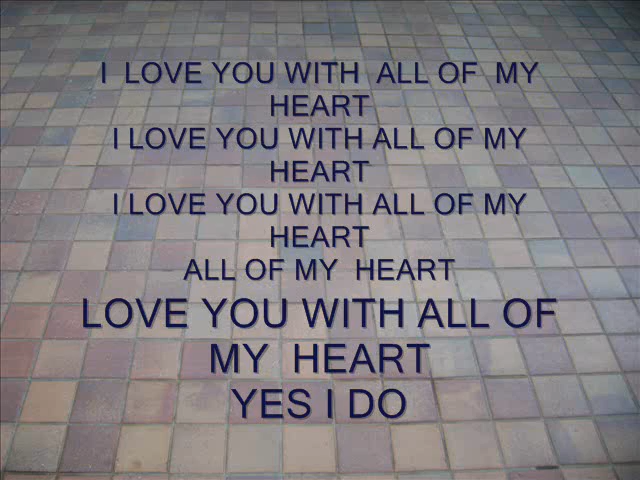 I LOVE YOU WITH ALL OF MY
HEART
I LOVE YOU WITH ALL OF MY
HEART
I LOVE YOU WITH ALL OF MY
HEART
ALL OF MY HEART
LOVE YOU WITH ALL OF
MY HEART
YES I DO